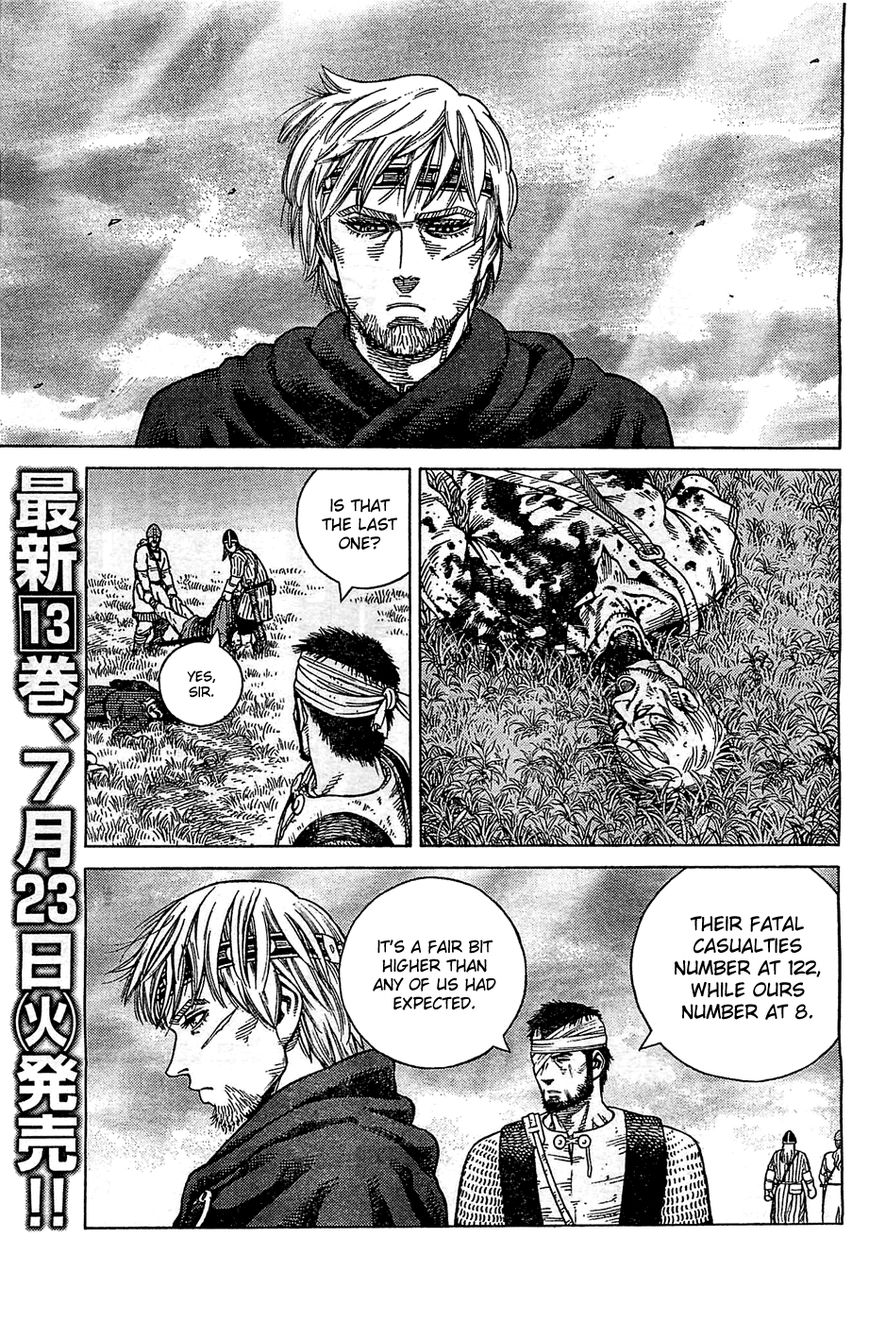 IS THAT
THE LAST
ONE?
YES,
SIR.
THEIR FATAL
CASUALTIES
NUMBER AT 122,
WHILE OURS
NUMBER AT 8.
IT'S A FAIR BIT
HIGHER THAN
ANY OF US HAD
EXPECTED.
最新13巻、7月23日(火)発売!!